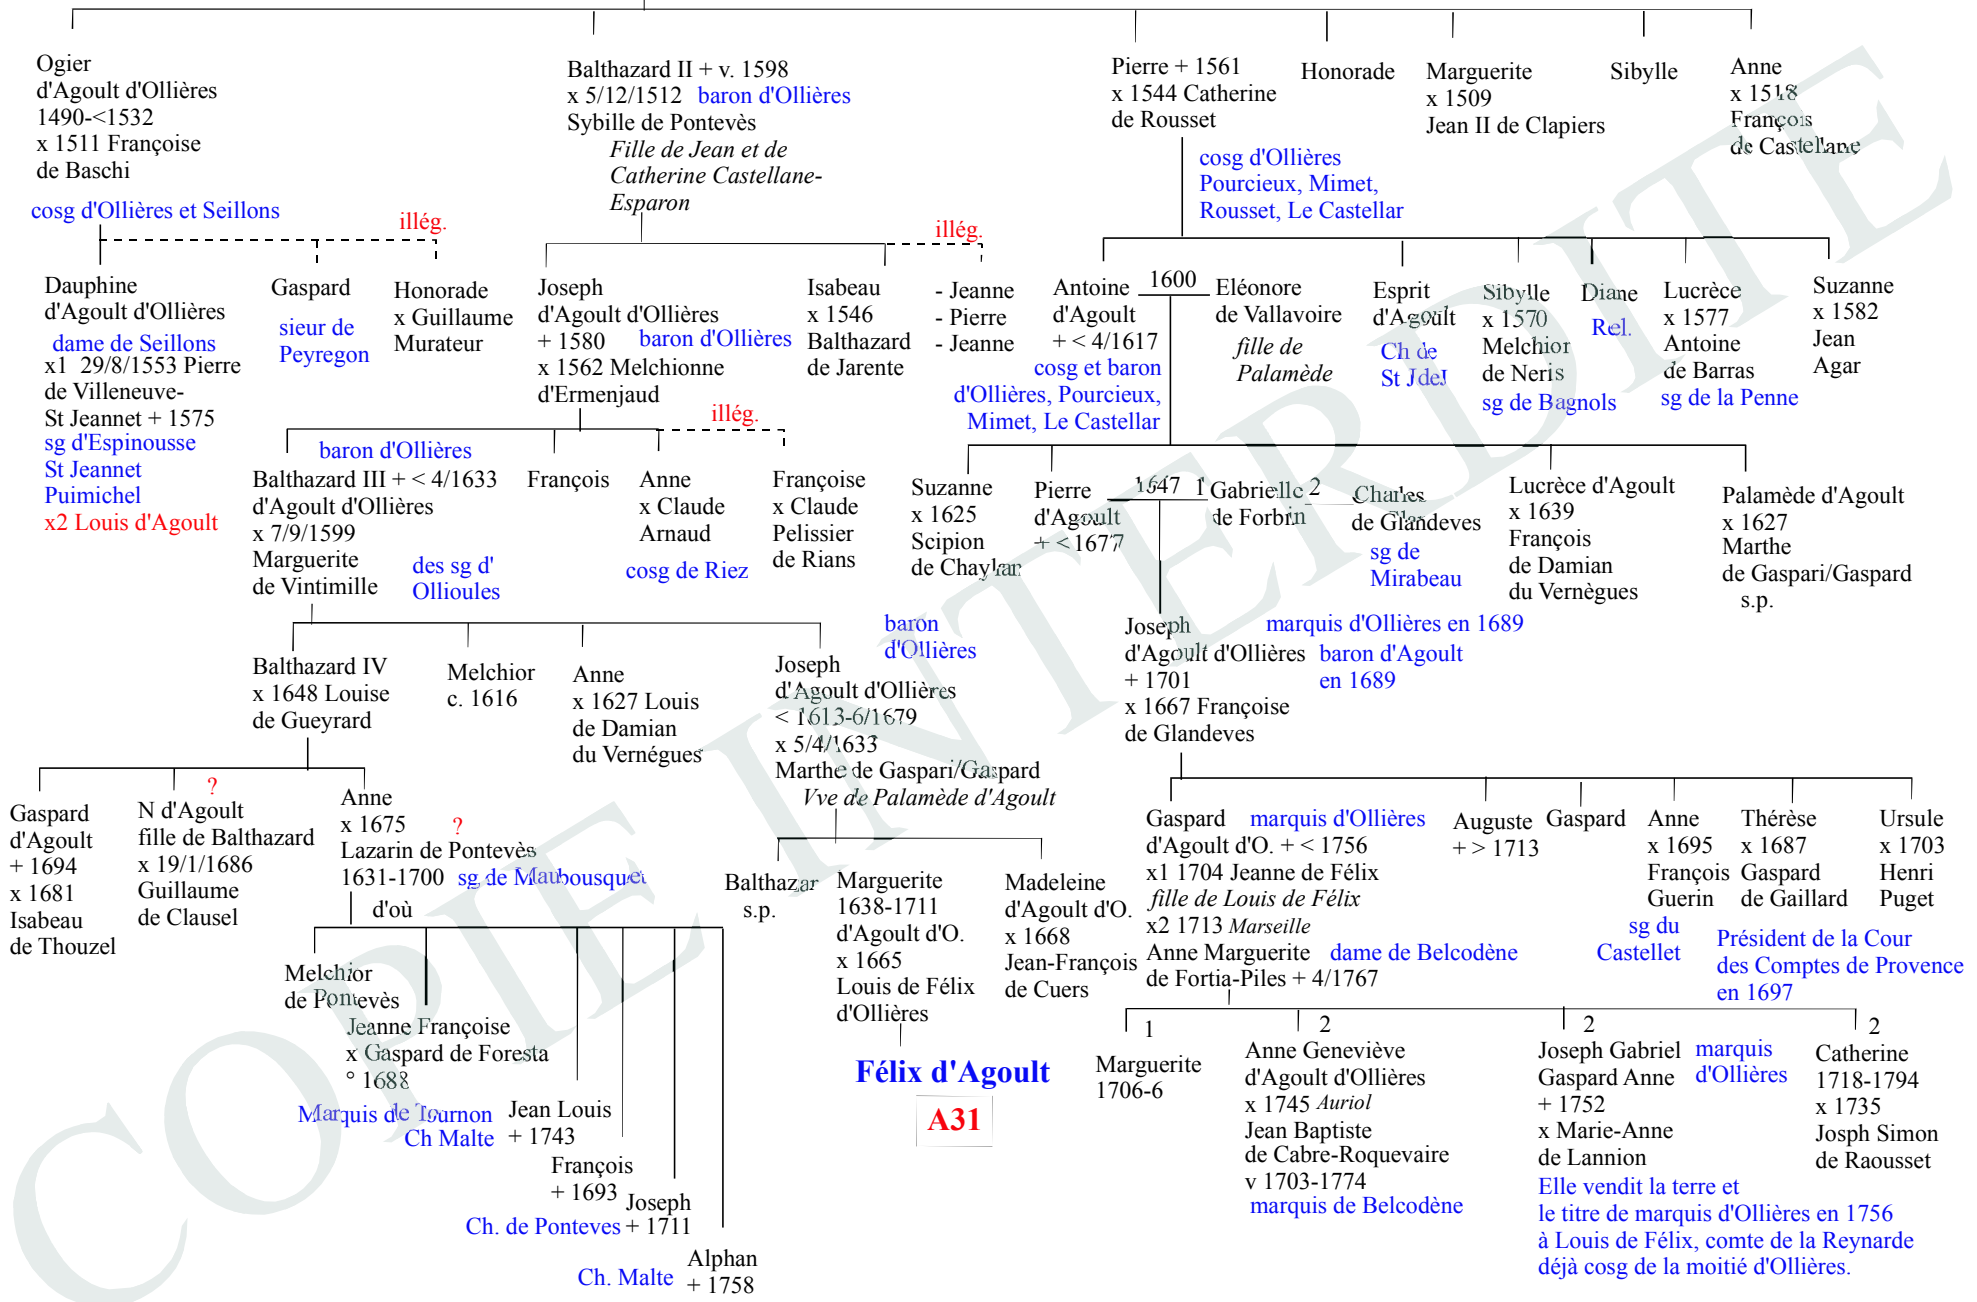 Ogier
d'Agoult d'Ollières
1490-<1532
x 1511 Françoise
de Baschi
cosg d'Ollières et Seillons
Balthazard II + v. 1598
x 5/12/1512 baron d'Ollières
Sybille de Pontevès
Fille de Jean et de
Catherine Castellane-
Esparon
Pierre + 1561
x 1544 Catherine
de Rousset
cosg d'Ollières
Pourcieux, Mimet,
Rousset, Le Castellar
Honorade
Marguerite
x 1509
Jean II de Clapiers
Sibylle
Anne
x 1518
François
de Castellane
illég.
Dauphine
d'Agoult d'Ollières
dame de Seillons
x1 29/8/1553 Pierre
de Villeneuve-
St Jeannet + 1575
sg d'Espinousse
St Jeannet
Puimichel
x2 Louis d'Agoult
Gaspard
sieur de
Peyregon
Honorade
x Guillaume
Murateur
Joseph
d'Agoult d'Ollières
+ 1580 baron d'Ollières
x 1562 Melchionne
d'Ermenjaud
Isabeau
x 1546
Balthazard
de Jarente
illég.
- Jeanne
- Pierre
- Jeanne
Antoine
d'Agoult
+ < 4/1617
cosg et baron
d'Ollières, Pourcieux,
Mimet, Le Castellar
1600
Eléonore
de Vallavoire
fille de
Palamède
Esprit
d'Agoult
Ch de
St JdeJ
Sibylle
x 1570
Melchior
de Neris
sg de Bagnols
Diane
Rel.
Lucrèce
x 1577
Antoine
de Barras
sg de la Penne
Suzanne
x 1582
Jean
Agar
illég.
baron d'Ollières
Balthazard III + < 4/1633
d'Agoult d'Ollières
x 7/9/1599
Marguerite
de Vintimille
des sg d'
Ollioules
François
Anne
x Claude
Arnaud
cosg de Riez
Françoise
x Claude
Pelissier
de Rians
Suzanne
x 1625
Scipion
de Chaylan
Pierre
d'Agoult
+ <1677
1647 1
Gabrielle 2
de Forbin
Charles
de Glandeves
sg de
Mirabeau
Lucrèce d'Agoult
x 1639
François
de Damian
du Vernègues
Palamède d'Agoult
x 1627
Marthe
de Gaspari/Gaspard
s.p.
Balthazard IV
x 1648 Louise
de Gueyrard
Melchior
c. 1616
Anne
x 1627 Louis
de Damian
du Vernégues
baron
d'Ollières
Joseph
d'Agoult d'Ollières
< 1613-6/1679
x 5/4/1633
Marthe de Gaspari/Gaspard
Vve de Palamède d'Agoult
Joseph
d'Agoult d'Ollières
+ 1701
x 1667 Françoise
de Glandeves
marquis d'Ollières en 1689
baron d'Agoult
en 1689
Gaspard
d'Agoult
+ 1694
x 1681
Isabeau
de Thouzel
?
N d'Agoult
fille de Balthazard
x 19/1/1686
Guillaume
de Clausel
Anne
x 1675 ?
Lazarin de Pontevès
1631-1700 sg de Maubousquet
d'où
Balthazar
s.p.
Marguerite
1638-1711
d'Agoult d'O.
x 1665
Louis de Félix
d'Ollières
Madeleine
d'Agoult d'O.
x 1668
Jean-François
de Cuers
Gaspard marquis d'Ollières
d'Agoult d'O. + < 1756
x1 1704 Jeanne de Félix
fille de Louis de Félix
x2 1713 Marseille
Anne Marguerite dame de Belcodène
de Fortia-Piles + 4/1767
Auguste
+ > 1713
Gaspard
Anne
x 1695
François
Guerin
sg du
Castellet
Thérèse
x 1687
Gaspard
de Gaillard
Président de la Cour
des Comptes de Provence
en 1697
Ursule
x 1703
Henri
Puget
Melchior
de Pontevès
Jeanne Françoise
x Gaspard de Foresta
° 1688
Marquis de Tournon
Jean Louis
Ch Malte + 1743
François
+ 1693
Joseph
Ch. de Ponteves + 1711
Alphan
Ch. Malte + 1758
Félix d'Agoult
A31
1
Marguerite
1706-6
2
Anne Geneviève
d'Agoult d'Ollières
x 1745 Auriol
Jean Baptiste
de Cabre-Roquevaire
v 1703-1774
marquis de Belcodène
2
Joseph Gabriel marquis
Gaspard Anne d'Ollières
+ 1752
x Marie-Anne
de Lannion
Elle vendit la terre et
le titre de marquis d'Ollières en 1756
à Louis de Félix, comte de la Reynarde
déjà cosg de la moitié d'Ollières.
2
Catherine
1718-1794
x 1735
Josph Simon
de Raousset
COPIE INTERDITE